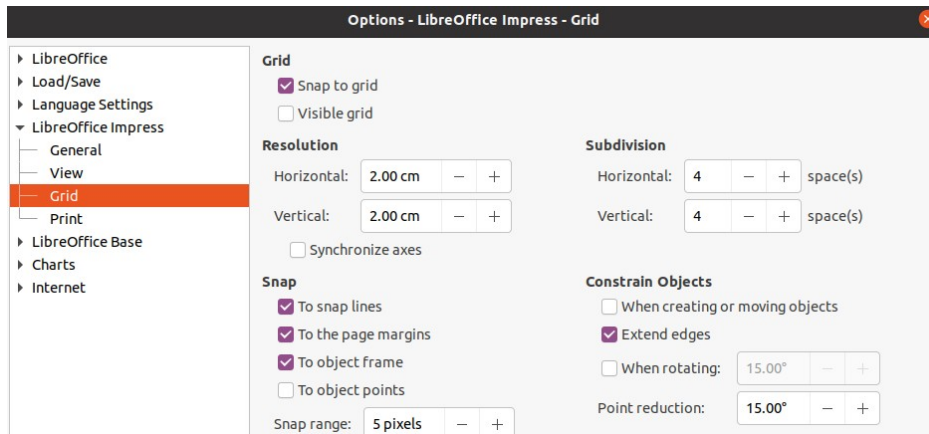 Options - LibreOffice Impress - Grid
LibreOffice
Load/Save
Language Settings
LibreOffice Impress
General
View
Grid
Print
LibreOffice Base
Charts
Internet
Grid
Snap to grid
Visible grid
Resolution
Horizontal: 2.00 cm
Vertical: 2.00 cm
Synchronize axes
Subdivision
Horizontal: 4 space(s)
Vertical: 4 space(s)
Snap
To snap lines
To the page margins
To object frame
To object points
Snap range: 5 pixels
Constrain Objects
When creating or moving objects
Extend edges
When rotating: 15.00°
Point reduction: 15.00°